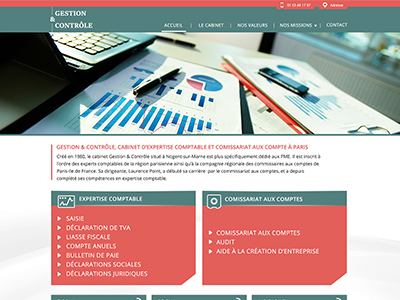 01 53 48 17 57 Adresse
GESTION
&
CONTRÔLE
ACCUEIL | LE CABINET | NOS VALEURS | NOS MISSIONS | CONTACT
GESTION & CONTRÔLE, CABINET D'EXPERTISE COMPTABLE ET COMISSARIAT AUX COMPTE À PARIS
Créé en 1980, le cabinet Gestion & Contrôle situé à Nogent-sur-Marne est plus spécifiquement dédié aux PME. Il est inscrit à
l'ordre des experts comptables de la région parisienne ainsi qu'à la compagnie régionale des commissaires aux comptes de
Paris-Ile de France. Sa dirigeante, Laurence Point, a débuté sa carrière par le commissariat aux comptes, et a depuis
complété ses compétences en expertise comptable.
EXPERTISE COMPTABLE
SAISIE
DÉCLARATION DE TVA
LIASSE FISCALE
COMPTE ANUELS
BULLETIN DE PAIE
DÉCLARATIONS SOCIALES
DÉCLARATIONS JURIDIQUES
COMISSARIAT AUX COMPTES
COMISSARIAT AUX COMPTES
AUDIT
AIDE À LA CRÉATION D'ENTREPRISE